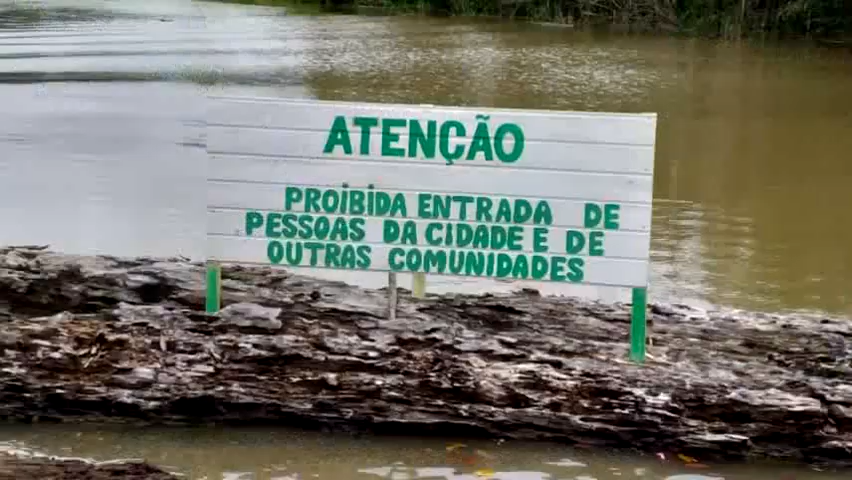 ATENÇÃO
PROIBIDA ENTRADA DE
PESSOAS DA CIDADE E DE
OUTRAS COMUNIDADES